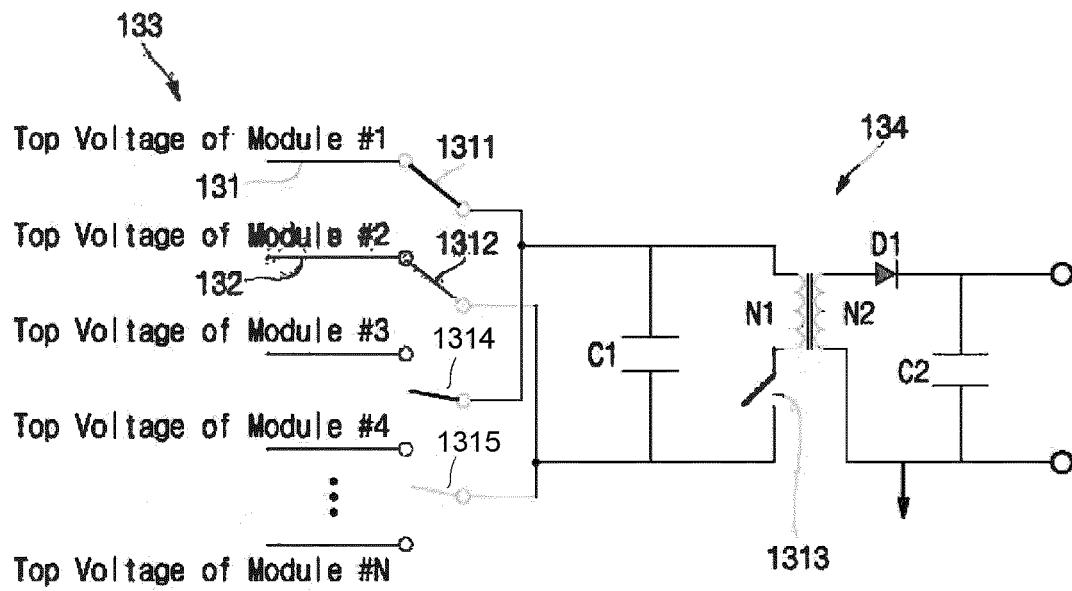 133
Top Voltage of Module #1
1311
131
134
Top Voltage of Module #2
1312
132
D1
Top Voltage of Module #3
1314
N1
N2
C1
C2
Top Voltage of Module #4
1315
1313
Top Voltage of Module #N